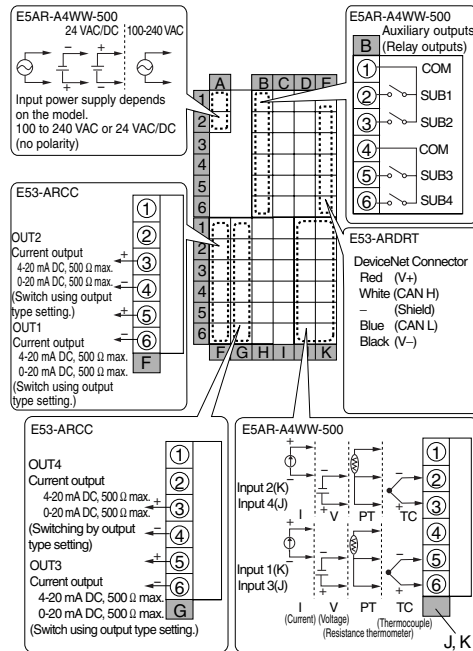 E5AR-A4WW-500
24 VAC/DC
100-240 VAC
Input power supply depends
on the model.
100 to 240 VAC or 24 VAC/DC
(no polarity)
A
B C D E
1
2
3
4
5
6
1
2
3
4
5
6
F G H I J K
E5AR-A4WW-500
Auxiliary outputs
(Relay outputs)
B
1 COM
2 SUB1
3 SUB2
4 COM
5 SUB3
6 SUB4
E53-ARCC
1
2
3
4
5
6
F
OUT2
Current output
4-20 mA DC, 500 Ω max.
0-20 mA DC, 500 Ω max.
(Switch using output
type setting.)
OUT1
Current output
4-20 mA DC, 500 Ω max.
0-20 mA DC, 500 Ω max.
(Switch using output
type setting.)
E53-ARDRT
DeviceNet Connector
Red (V+)
White (CAN H)
– (Shield)
Blue (CAN L)
Black (V–)
E53-ARCC
1
2
3
4
5
6
G
OUT4
Current output
4-20 mA DC, 500 Ω max.
0-20 mA DC, 500 Ω max.
(Switching by output
type setting)
OUT3
Current output
4-20 mA DC, 500 Ω max.
0-20 mA DC, 500 Ω max.
(Switch using output type setting.)
E5AR-A4WW-500
1
2
3
4
5
6
Input 2(K)
Input 4(J)
I V PT TC
Input 1(K)
Input 3(J)
I V PT TC
(Current) (Voltage) (Thermocouple)
(Resistance thermometer)
J, K